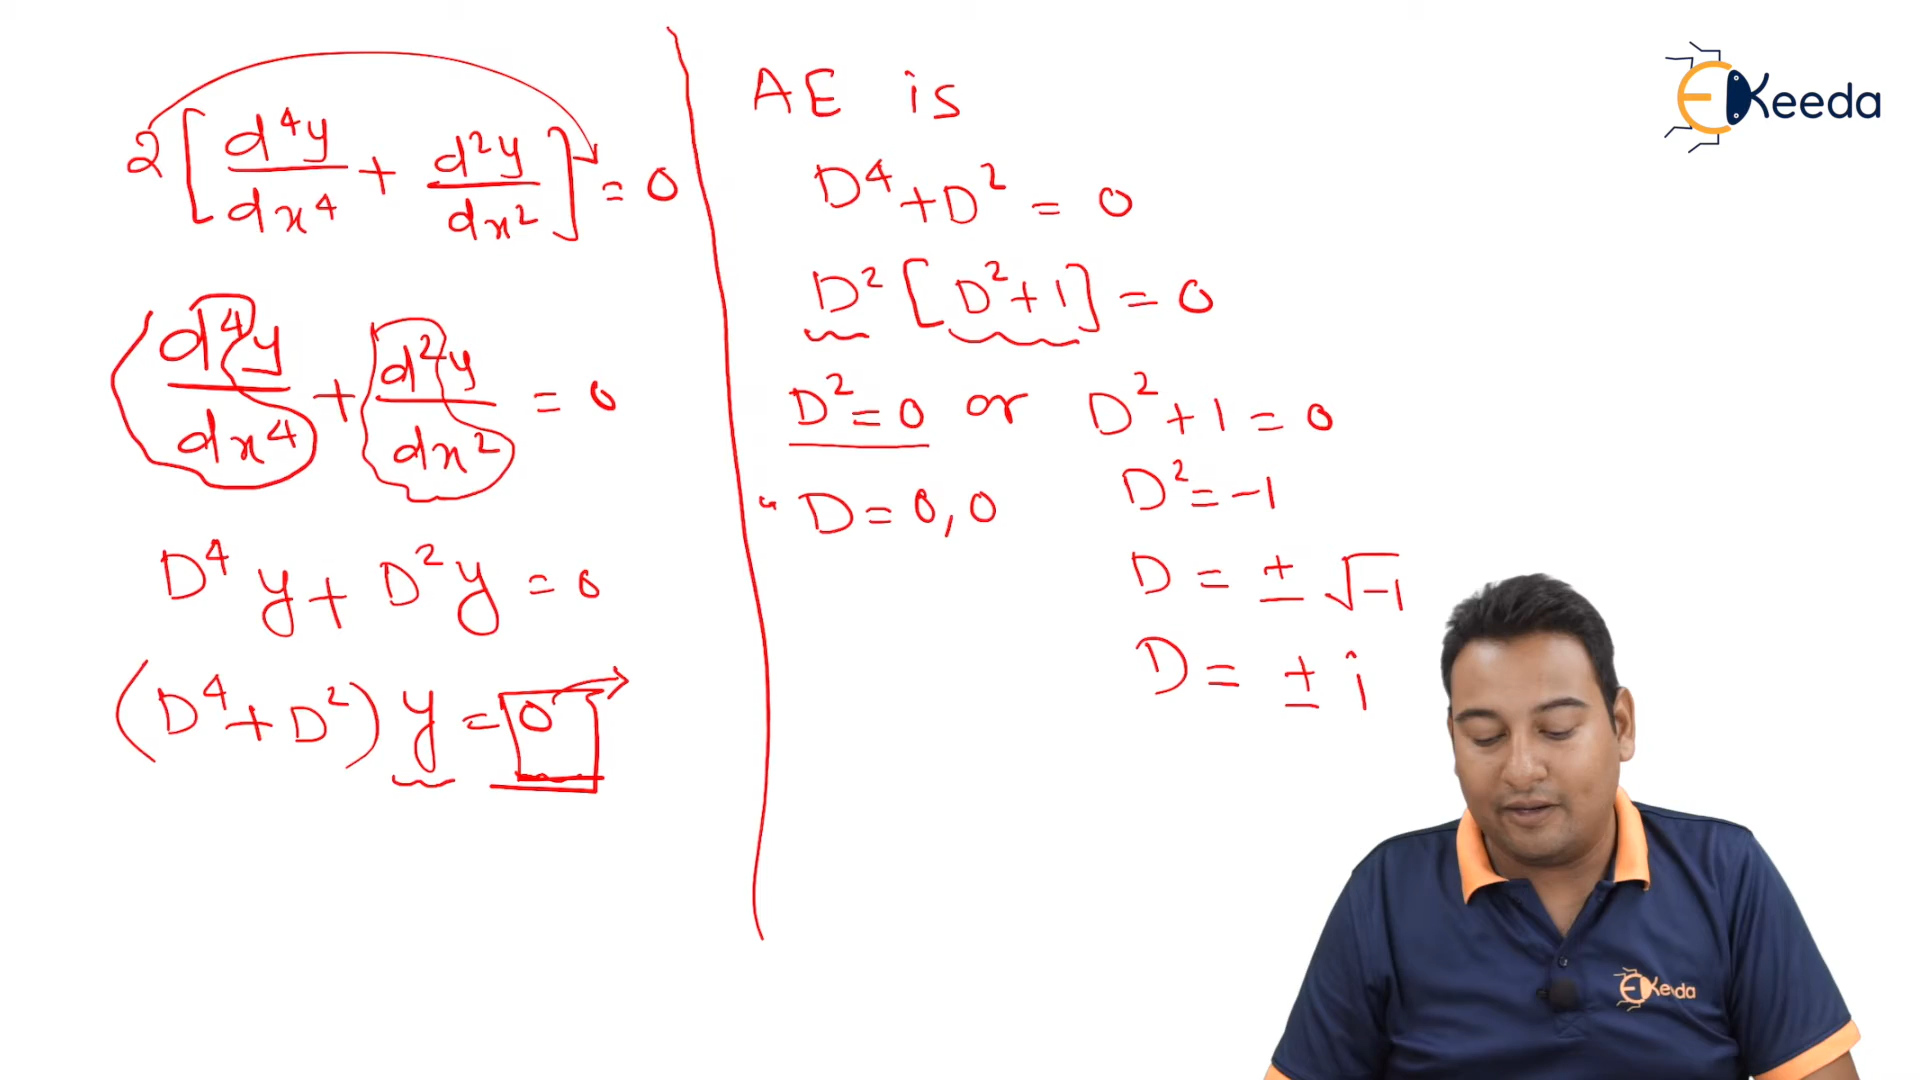 2 [ d⁴y/dx⁴ + d²y/dx² ] = 0
d⁴y/dx⁴ + d²y/dx² = 0
D⁴y + D²y = 0
(D⁴ + D²) y = 0
AE is
D⁴ + D² = 0
D² [D² + 1] = 0
D² = 0 or D² + 1 = 0
D = 0, 0
D² = -1
D = ± √-1
D = ± i
EKeeda
EKeeda